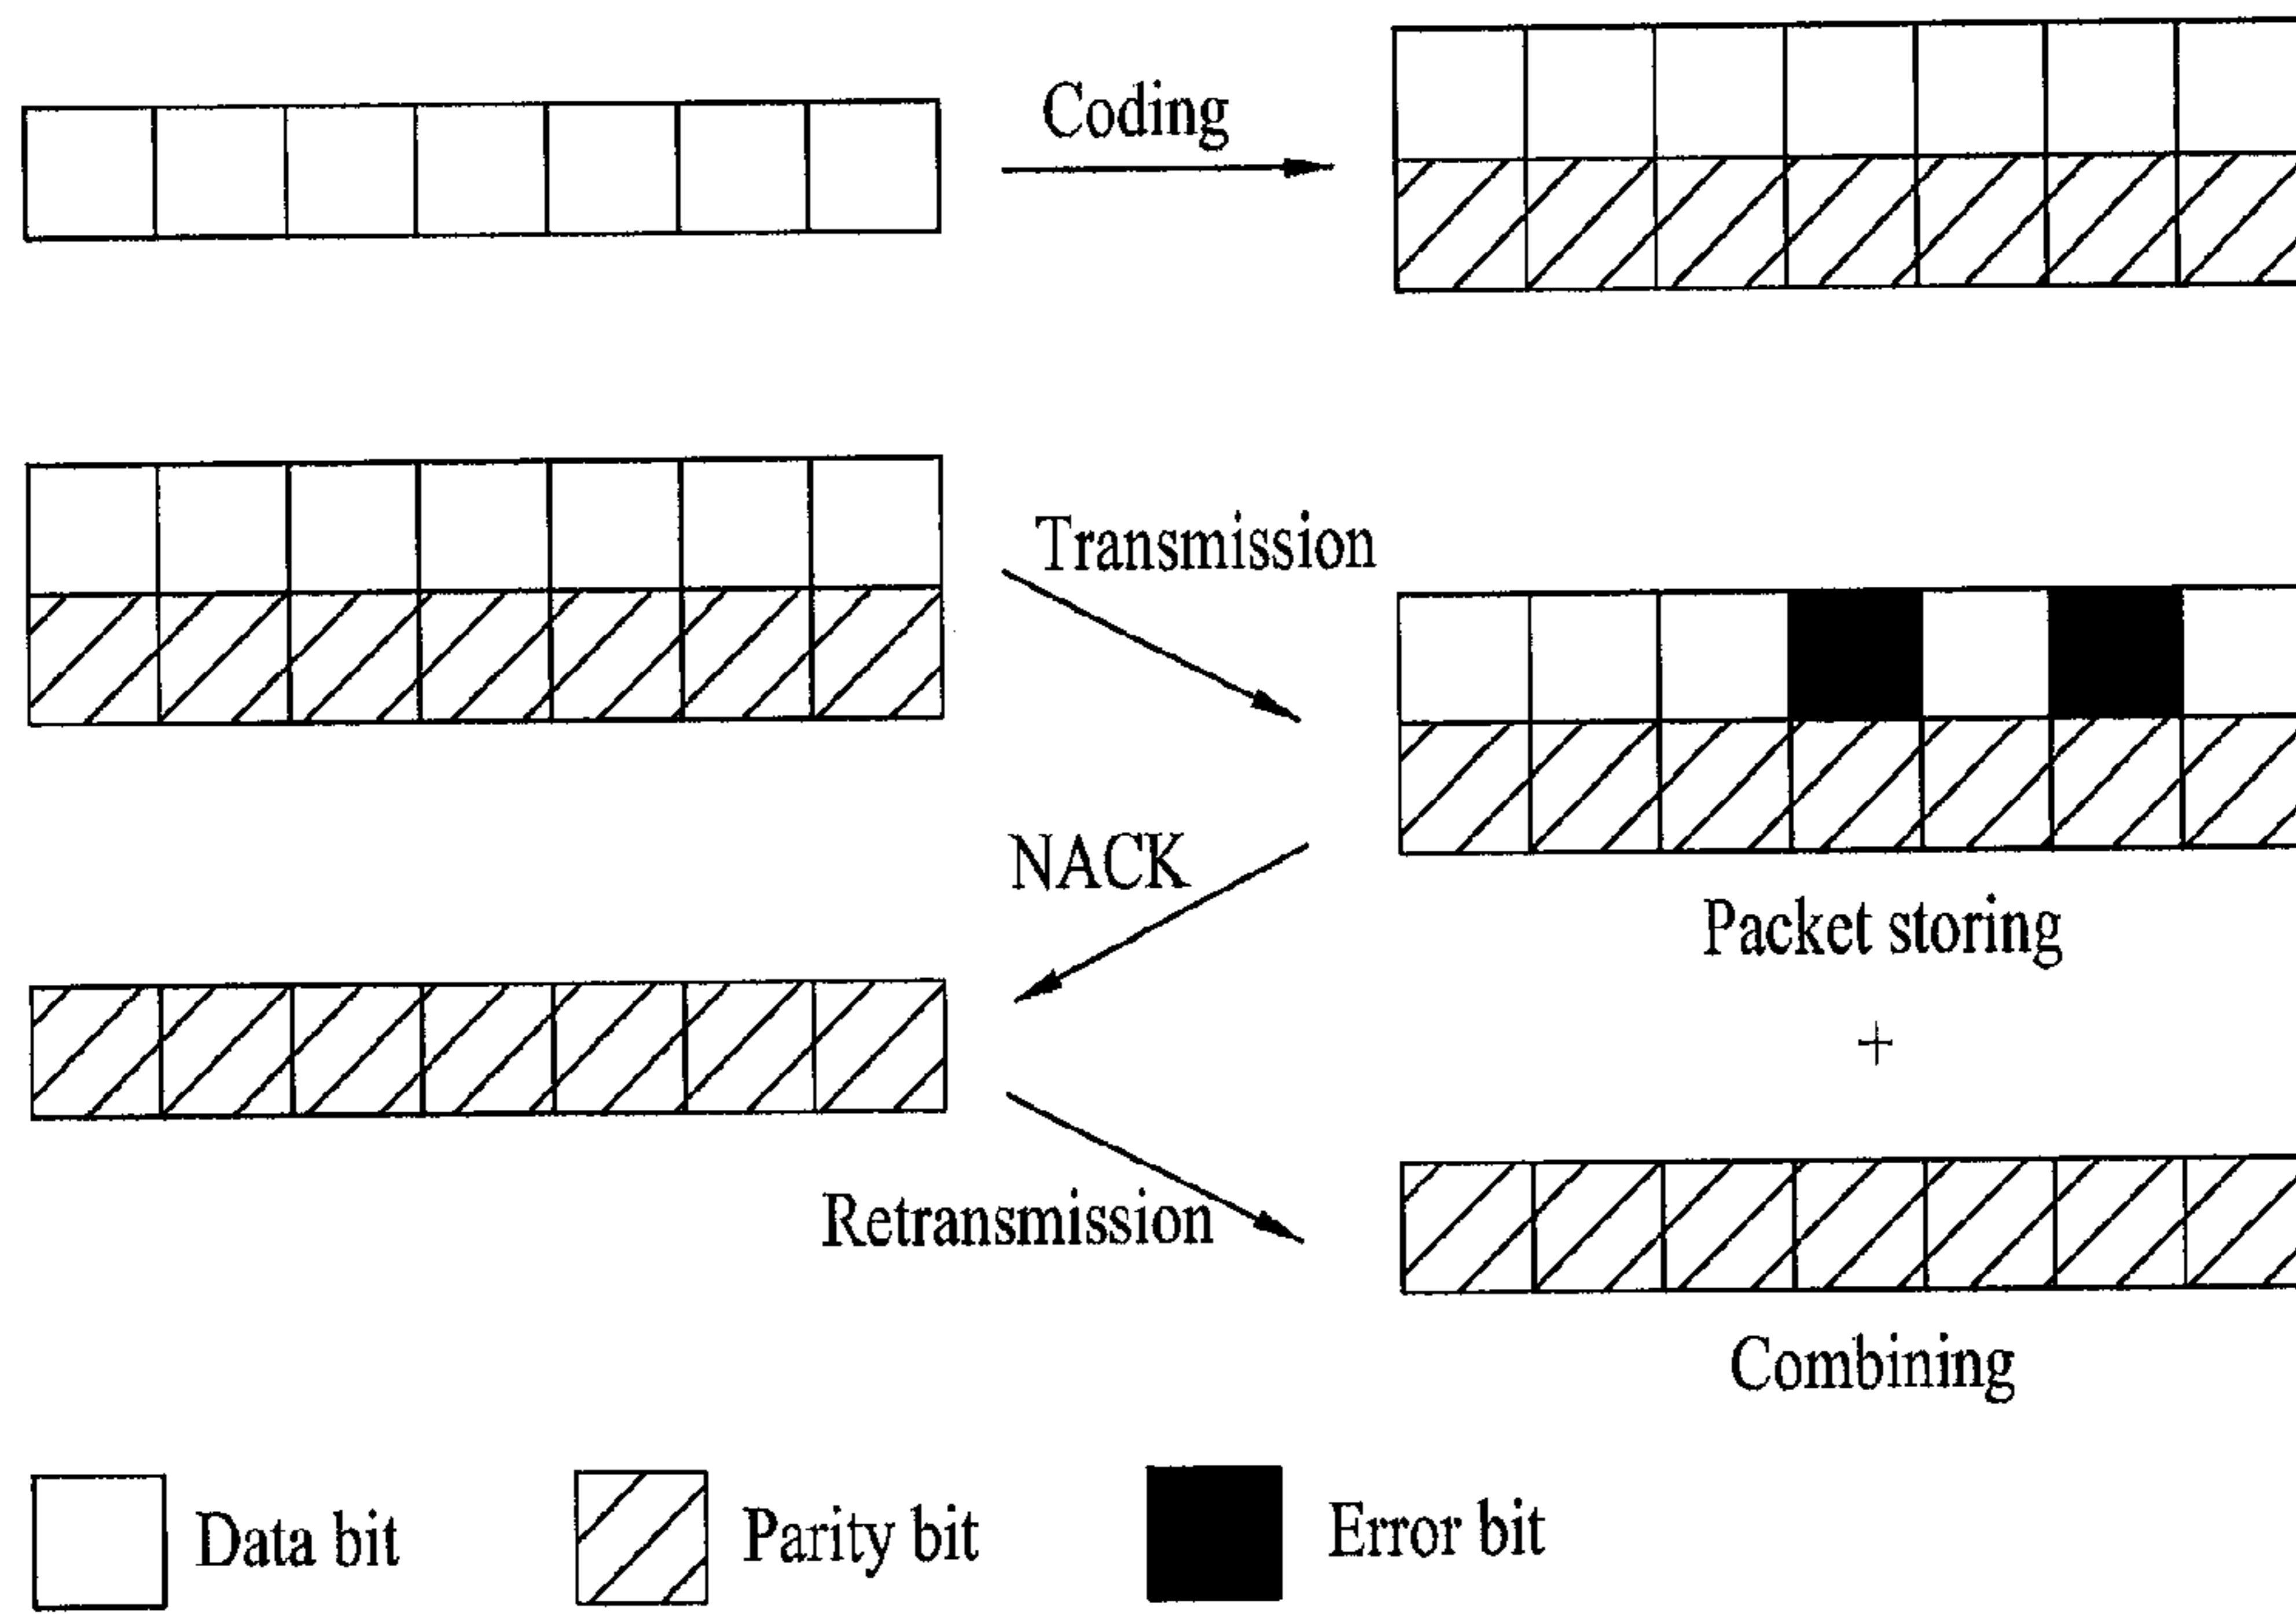 Coding
Transmission
NACK
Packet storing
+
Retransmission
Combining
Data bit
Parity bit
Error bit